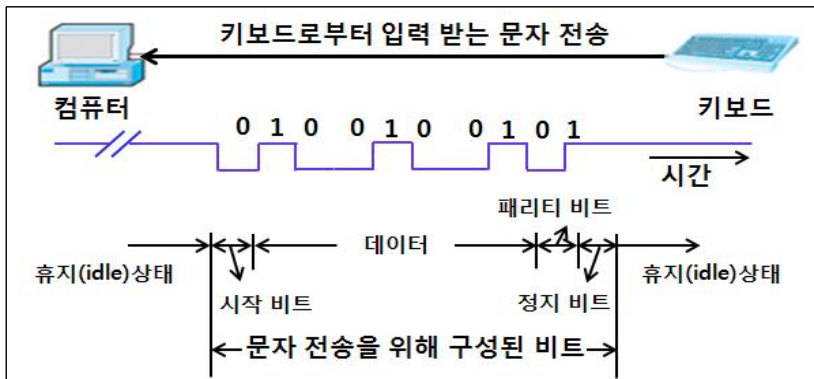 키보드로부터 입력 받는 문자 전송
컴퓨터
키보드
0 1 0 0 1 0 0 1 0 1
시간
패리티 비트
데이터
휴지(idle)상태
휴지(idle)상태
시작 비트
정지 비트
문자 전송을 위해 구성된 비트